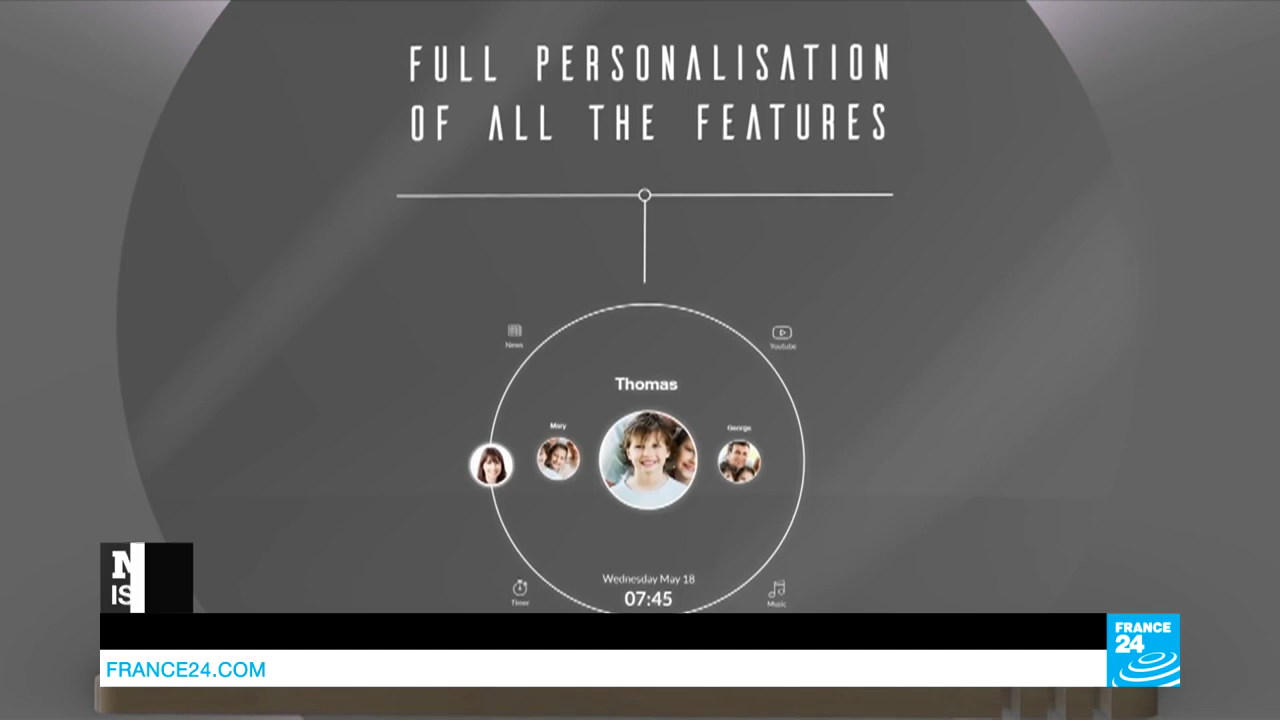 FULL PERSONALISATION
OF ALL THE FEATURES
News
Youtube
Thomas
Mary
George
Wednesday May 18
07:45
Timer
Music
N
IS
FRANCE
24
FRANCE24.COM